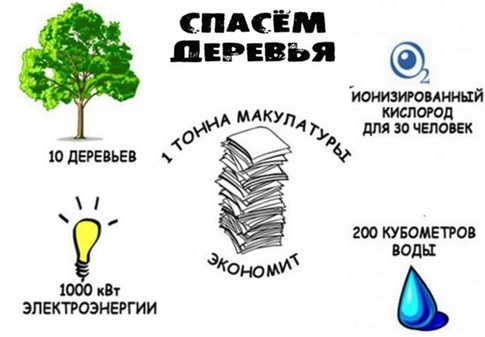 СПАСЁМ
ДЕРЕВЬЯ
10 ДЕРЕВЬЕВ
O2
ИОНИЗИРОВАННЫЙ
КИСЛОРОД
ДЛЯ 30 ЧЕЛОВЕК
1 ТОННА МАКУЛАТУРЫ
ЭКОНОМИТ
1000 кВт
ЭЛЕКТРОЭНЕРГИИ
200 КУБОМЕТРОВ
ВОДЫ